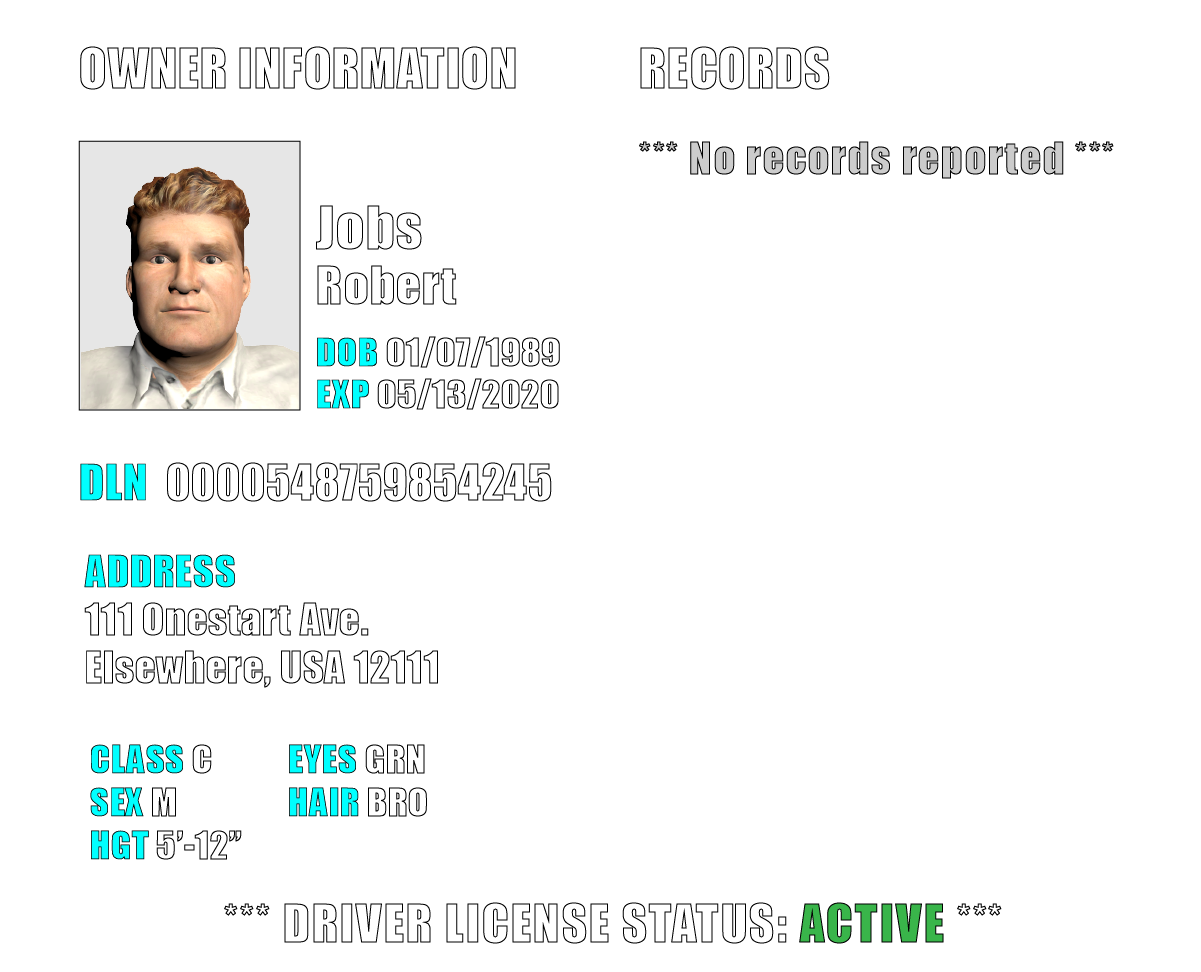 OWNER INFORMATION
RECORDS
*** No records reported ***
Jobs
Robert
DOB 01/07/1989
EXP 05/13/2020
DLN 0000548759854245
ADDRESS
111 Onestart Ave.
Elsewhere, USA 12111
CLASS C
EYES GRN
SEX M
HAIR BRO
HGT 5’-12”
*** DRIVER LICENSE STATUS: ACTIVE ***